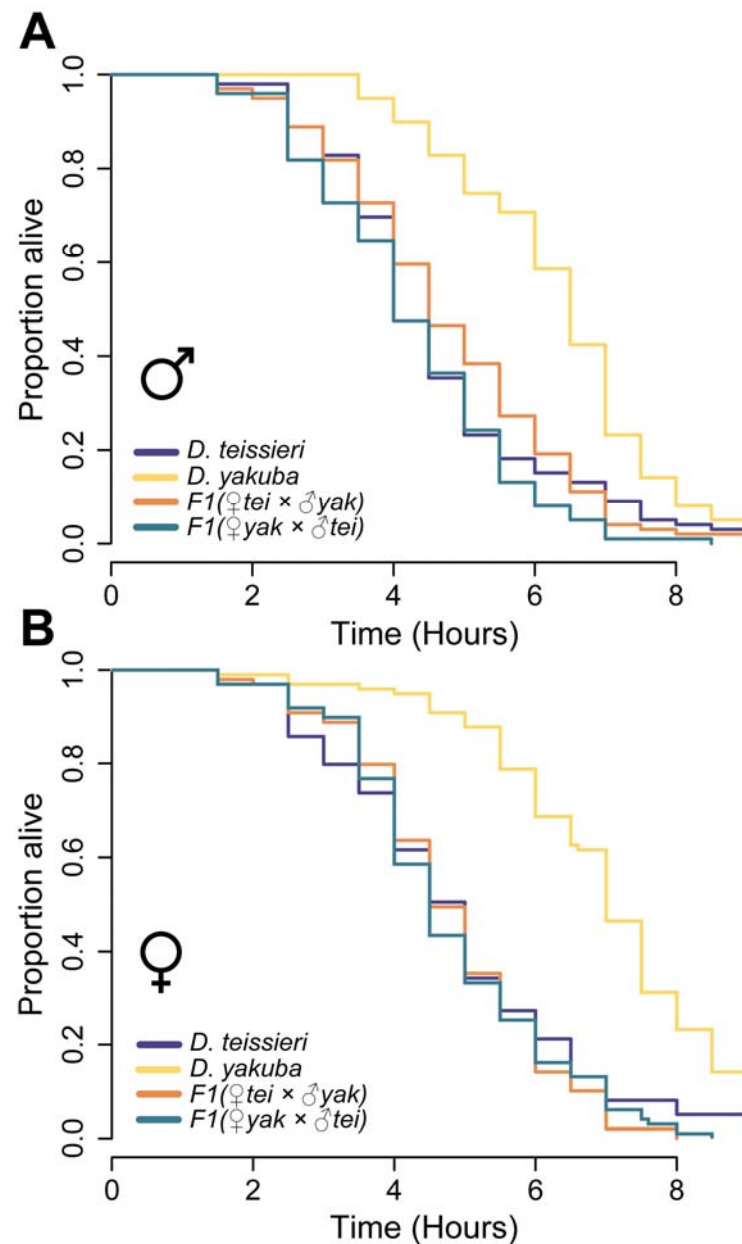 A
1.0
0.8
0.6
0.4
0.2
0.0
Proportion alive
D. teissieri
D. yakuba
F1(♀tei × ♂yak)
F1(♀yak × ♂tei)
0 2 4 6 8
Time (Hours)
B
1.0
0.8
0.6
0.4
0.2
0.0
Proportion alive
D. teissieri
D. yakuba
F1(♀tei × ♂yak)
F1(♀yak × ♂tei)
0 2 4 6 8
Time (Hours)